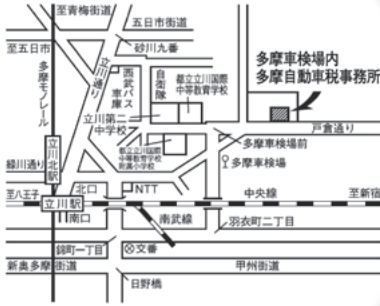 至青梅街道
五日市街道
至五日市
砂川九番
立川通り
多摩モノレール
西武バス
車庫
自衛隊
都立立川国際
中等教育学校
多摩車検場内
多摩自動車税事務所
立川第二
中学校
戸倉通り
都立立川国際
中等教育学校
附属小学校
多摩車検場前
多摩車検場
緑川通り
立川北駅
至八王子
北口
NTT
中央線
至新宿
立川駅
南口
南武線
羽衣町二丁目
錦町一丁目
交番
新奥多摩街道
甲州街道
日野橋